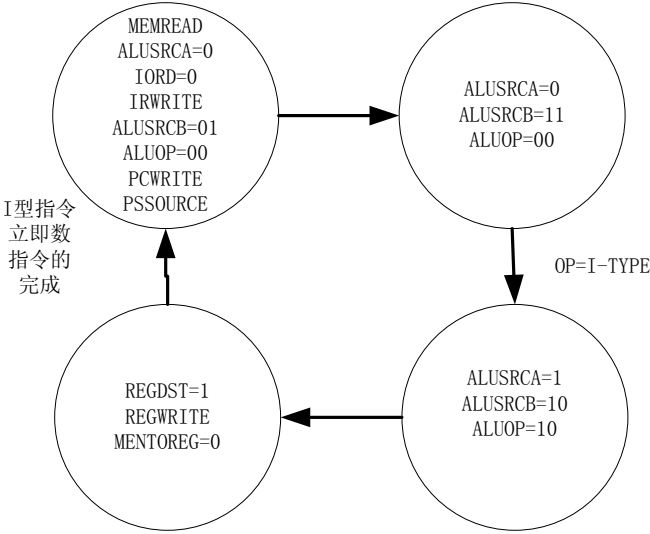 MEMREAD
ALUSRCA=0
IORD=0
IRWRITE
ALUSRCB=01
ALUOP=00
PCWRITE
PSSOURCE
ALUSRCA=0
ALUSRCB=11
ALUOP=00
I型指令
立即数
指令的
完成
OP=I-TYPE
REGDST=1
REGWRITE
MENTOREG=0
ALUSRCA=1
ALUSRCB=10
ALUOP=10